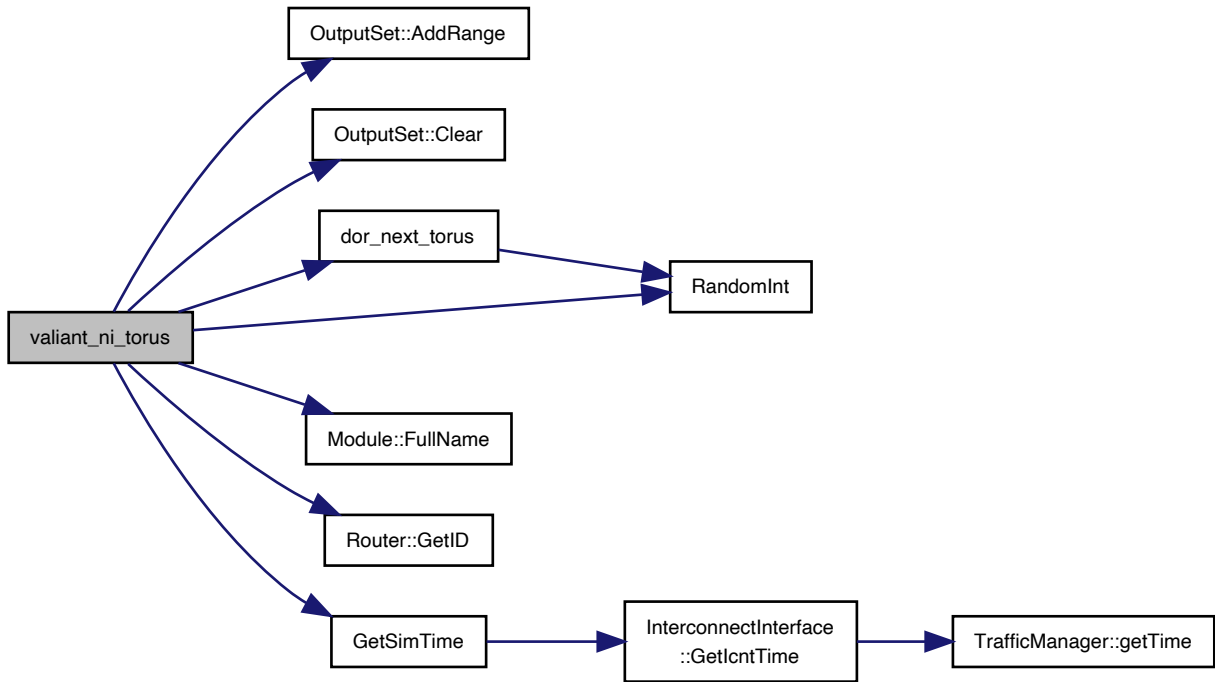 OutputSet::AddRange
OutputSet::Clear
dor_next_torus
RandomInt
valiant_ni_torus
Module::FullName
Router::GetID
GetSimTime
InterconnectInterface
::GetIcntTime
TrafficManager::getTime